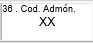 36 . Cod. Admón.
XX